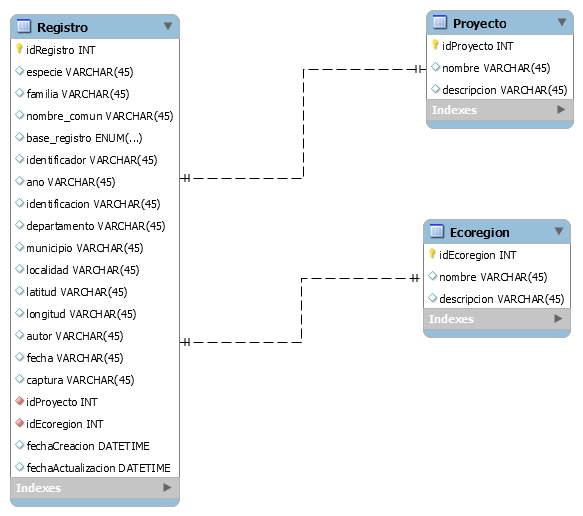 Registro
idRegistro INT
especie VARCHAR(45)
familia VARCHAR(45)
nombre_comun VARCHAR(45)
base_registro ENUM(...)
identificador VARCHAR(45)
ano VARCHAR(45)
identificacion VARCHAR(45)
departamento VARCHAR(45)
municipio VARCHAR(45)
localidad VARCHAR(45)
latitud VARCHAR(45)
longitud VARCHAR(45)
autor VARCHAR(45)
fecha VARCHAR(45)
captura VARCHAR(45)
idProyecto INT
idEcoregion INT
fechaCreacion DATETIME
fechaActualizacion DATETIME
Indexes
Proyecto
idProyecto INT
nombre VARCHAR(45)
descripcion VARCHAR(45)
Indexes
Ecoregion
idEcoregion INT
nombre VARCHAR(45)
descripcion VARCHAR(45)
Indexes